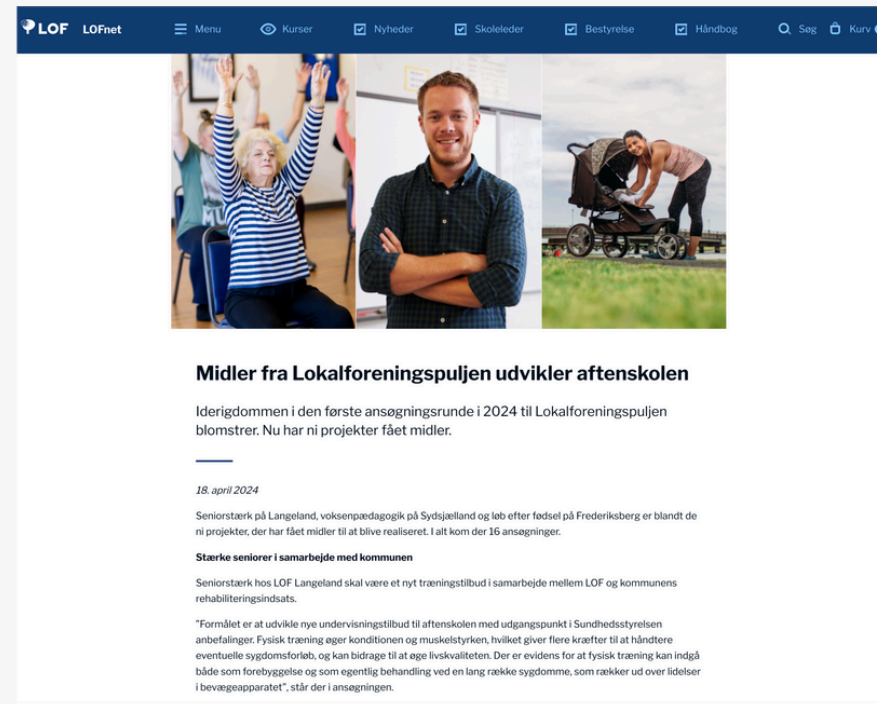 LOF LOFnet Menu Kurser Nyheder Skoleleder Bestyrelse Håndbog Søg Kurv
Midler fra Lokalforeningspuljen udvikler aftenskolen
Iderigdommen i den første ansøgningsrunde i 2024 til Lokalforeningspuljen
blomstrer. Nu har ni projekter fået midler.
18. april 2024
Seniorstærk på Langeland, voksenpædagogik på Sydsjælland og løb efter fødsel på Frederiksberg er blandt de
ni projekter, der har fået midler til at blive realiseret. I alt kom der 16 ansøgninger.
Stærke seniorer i samarbejde med kommunen
Seniorstærk hos LOF Langeland skal være et nyt træningstilbud i samarbejde mellem LOF og kommunens
rehabiliteringsindsats.
"Formålet er at udvikle nye undervisningstilbud til aftenskolen med udgangspunkt i Sundhedsstyrelsen
anbefalinger. Fysisk træning øger konditionen og muskelstyrken, hvilket giver flere kræfter til at håndtere
eventuelle sygdomsforløb, og kan bidrage til at øge livskvaliteten. Der er evidens for at fysisk træning kan indgå
både som forebyggelse og som egentlig behandling ved en lang række sygdomme, som rækker ud over lidelser
i bevægeapparatet", står der i ansøgningen.